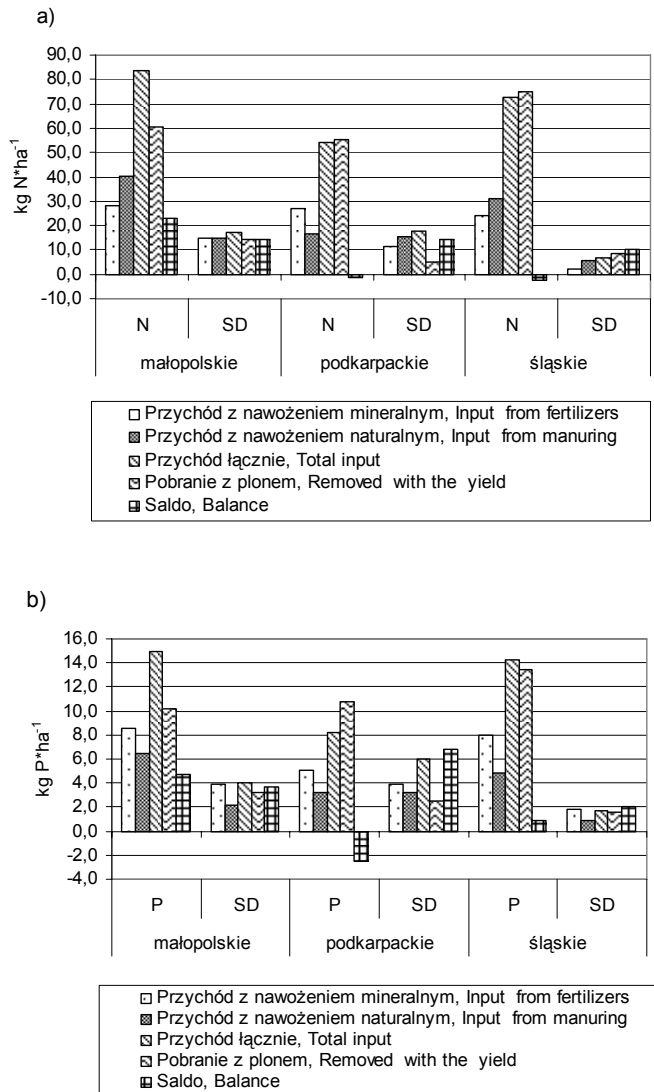 a)
90,0
80,0
70,0
60,0
50,0
40,0
30,0
20,0
10,0
0,0
-10,0
kg N*ha-1
N SD N SD N SD
małopolskie podkarpackie śląskie
Przychód z nawożeniem mineralnym, Input from fertilizers
Przychód z nawożeniem naturalnym, Input from manuring
Przychód łącznie, Total input
Pobranie z plonem, Removed with the yield
Saldo, Balance
b)
16,0
14,0
12,0
10,0
8,0
6,0
4,0
2,0
0,0
-2,0
-4,0
kg P*ha-1
P SD P SD P SD
małopolskie podkarpackie śląskie
Przychód z nawożeniem mineralnym, Input from fertilizers
Przychód z nawożeniem naturalnym, Input from manuring
Przychód łącznie, Total input
Pobranie z plonem, Removed with the yield
Saldo, Balance